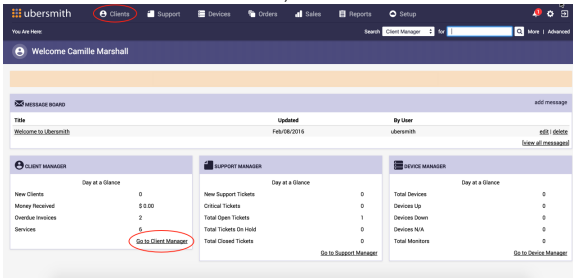 ubersmith Clients Support Devices Orders Sales Reports Setup
You Are Here: Search Client Manager for More | Advanced
Welcome Camille Marshall
MESSAGE BOARD add message
Title Updated By User
Welcome to Ubersmith Feb/08/2016 ubersmith edit | delete
[view all messages]
CLIENT MANAGER SUPPORT MANAGER DEVICE MANAGER
Day at a Glance Day at a Glance Day at a Glance
New Clients 0 New Support Tickets 0 Total Devices 0
Money Received $ 0.00 Critical Tickets 0 Devices Up 0
Overdue Invoices 2 Total Open Tickets 1 Devices Down 0
Services 6 Total Tickets On Hold 0 Devices N/A 0
Go to Client Manager Total Closed Tickets 0 Total Monitors 0
Go to Support Manager Go to Device Manager